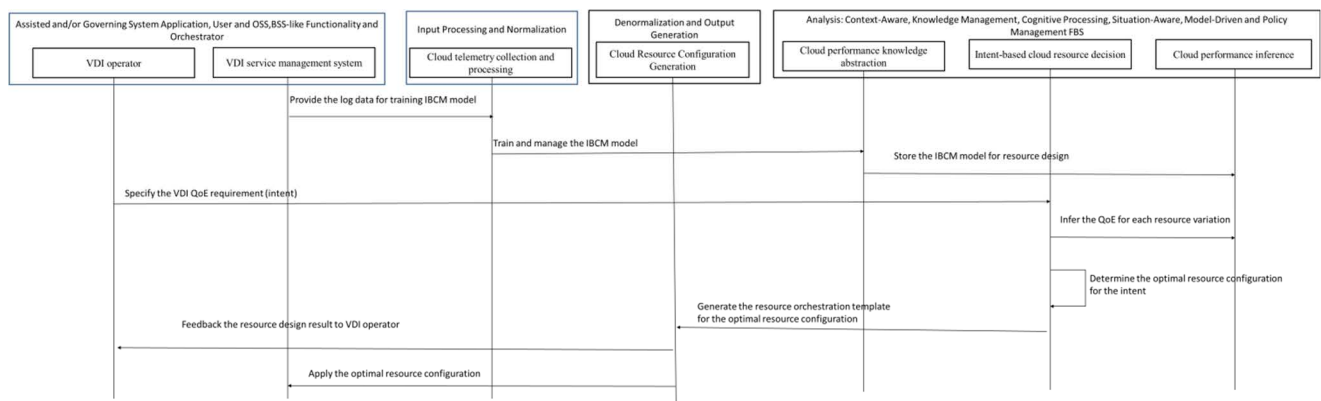 Assisted and/or Governing System Application, User and OSS,BSS-like Functionality and
Orchestrator
VDI operator
VDI service management system
Input Processing and Normalization
Cloud telemetry collection and
processing
Denormalization and Output
Generation
Cloud Resource Configuration
Generation
Analysis: Context-Aware, Knowledge Management, Cognitive Processing, Situation-Aware, Model-Driven and Policy
Management FBS
Cloud performance knowledge
abstraction
Intent-based cloud resource decision
Cloud performance inference
Provide the log data for training IBCM model
Train and manage the IBCM model
Store the IBCM model for resource design
Specify the VDI QoE requirement (intent)
Infer the QoE for each resource variation
Determine the optimal resource configuration
for the intent
Generate the resource orchestration template
for the optimal resource configuration
Feedback the resource design result to VDI operator
Apply the optimal resource configuration